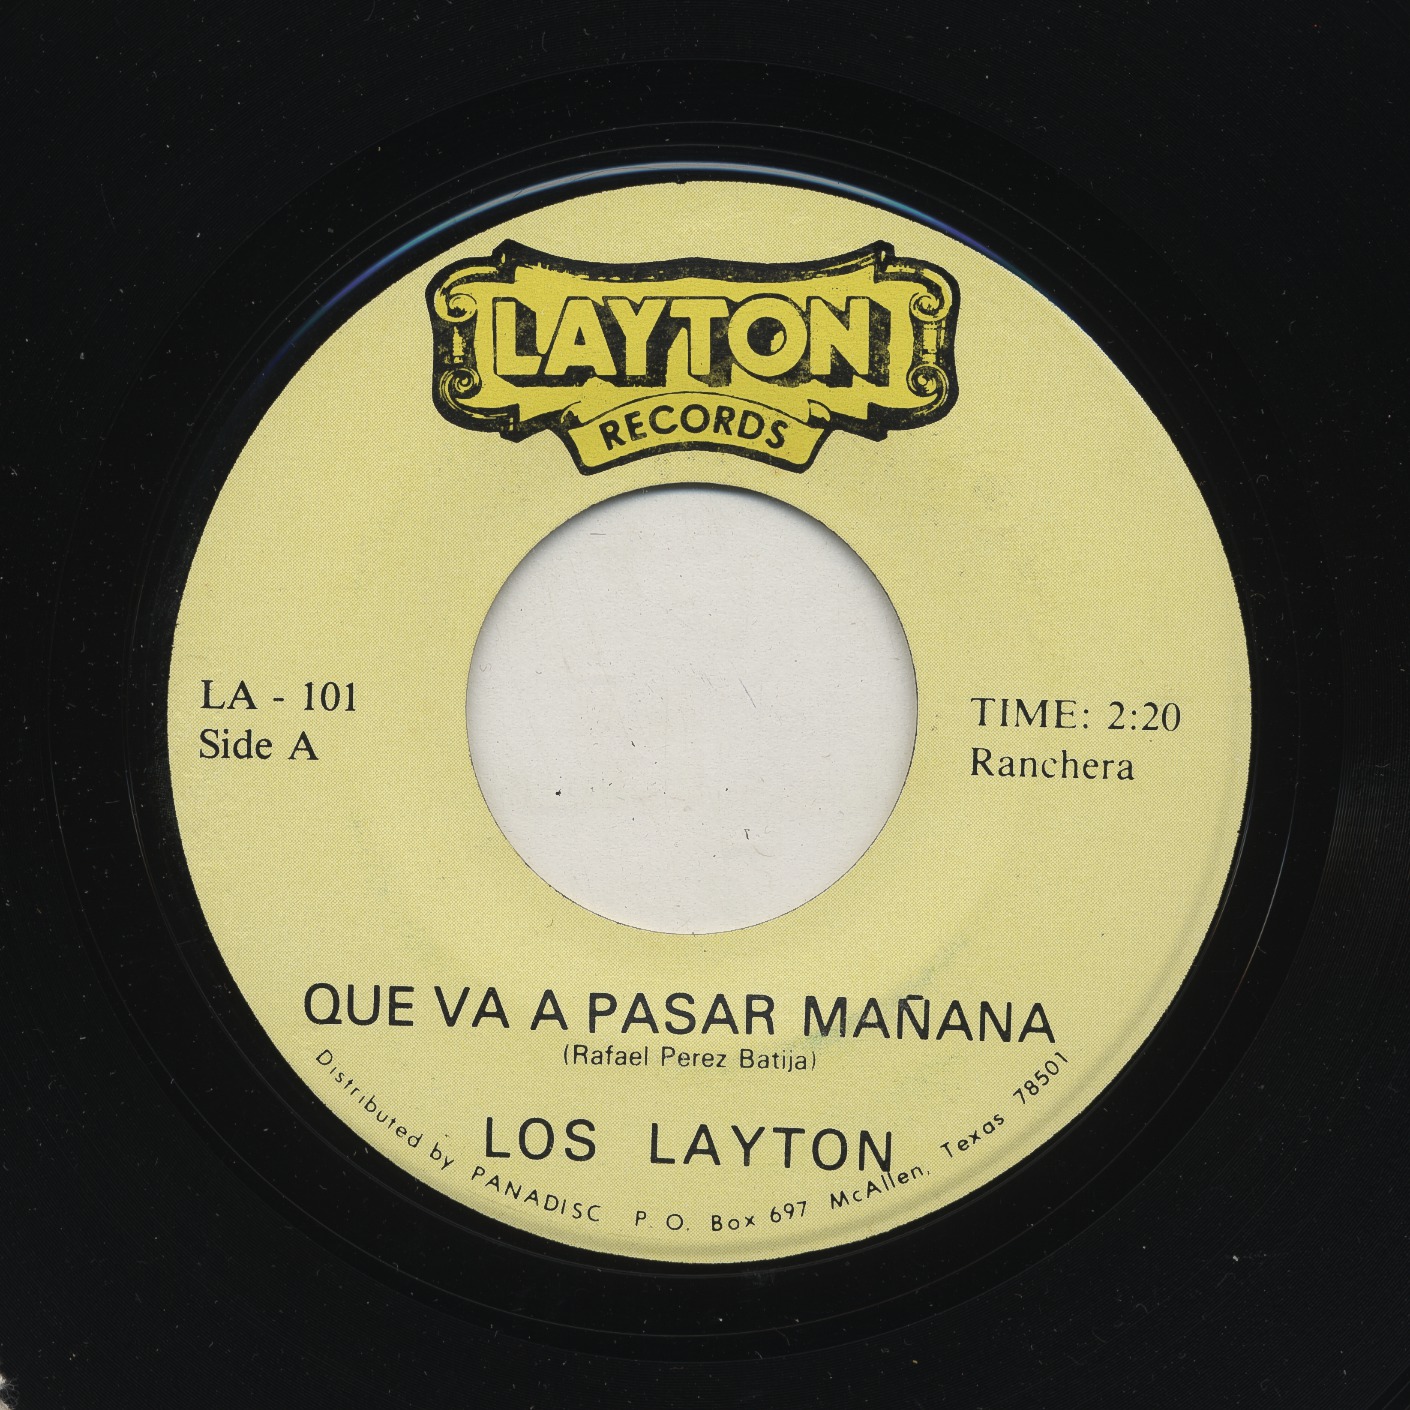 LAYTON
RECORDS
LA - 101
Side A
TIME: 2:20
Ranchera
QUE VA A PASAR MAÑANA
(Rafael Perez Batija)
LOS LAYTON
Distributed by PANADISC P. O. Box 697 McAllen, Texas 78501